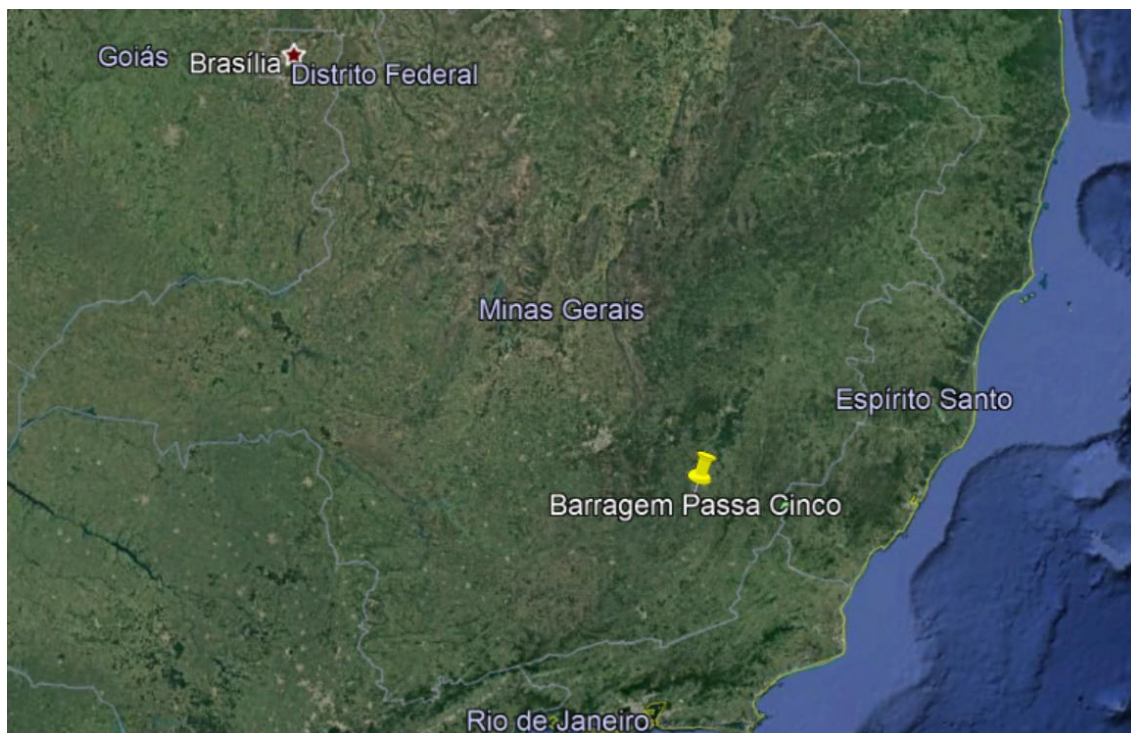 Goiás
Brasília
Distrito Federal
Minas Gerais
Espírito Santo
Barragem Passa Cinco
Rio de Janeiro